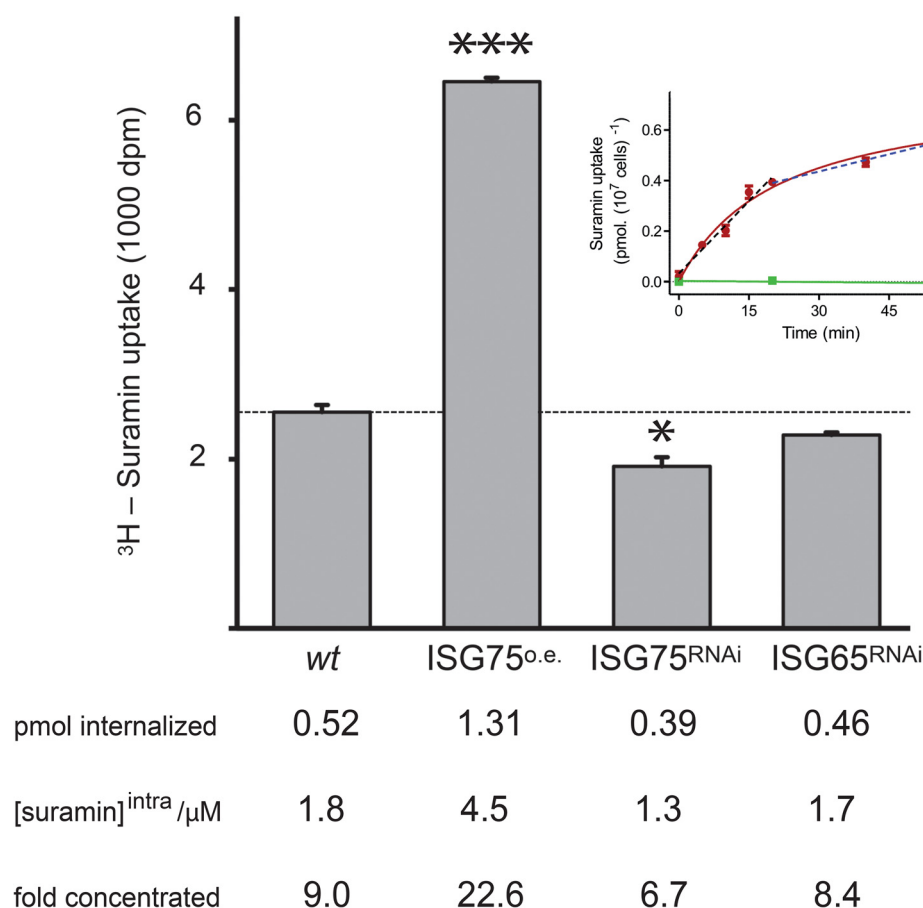 ***
6
4
2
³H – Suramin uptake (1000 dpm)
*
Suramin uptake
(pmol. (10⁷ cells) ⁻¹)
0.6
0.4
0.2
0.0
0 15 30 45
Time (min)
wt ISG75ᵒ·ᵉ· ISG75ᴿᴺᴬⁱ ISG65ᴿᴺᴬⁱ
pmol internalized 0.52 1.31 0.39 0.46
[suramin]ⁱⁿᵗʳᵃ /µM 1.8 4.5 1.3 1.7
fold concentrated 9.0 22.6 6.7 8.4